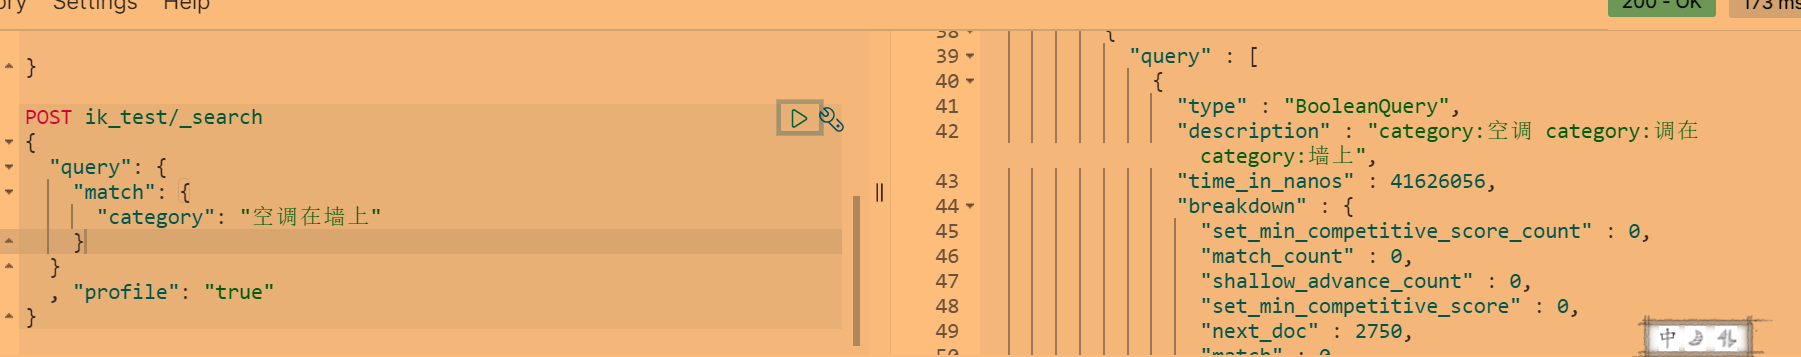 Settings Help
200 - OK
173 ms
}
POST ik_test/_search
{
"query": {
"match": {
"category": "空调在墙上"
}
}
, "profile": "true"
}
38 {
39 "query" : [
40 {
41 "type" : "BooleanQuery",
42 "description" : "category:空调 category:调在
category:墙上",
43 "time_in_nanos" : 41626056,
44 "breakdown" : {
45 "set_min_competitive_score_count" : 0,
46 "match_count" : 0,
47 "shallow_advance_count" : 0,
48 "set_min_competitive_score" : 0,
49 "next_doc" : 2750,
50 "match" : 0
中